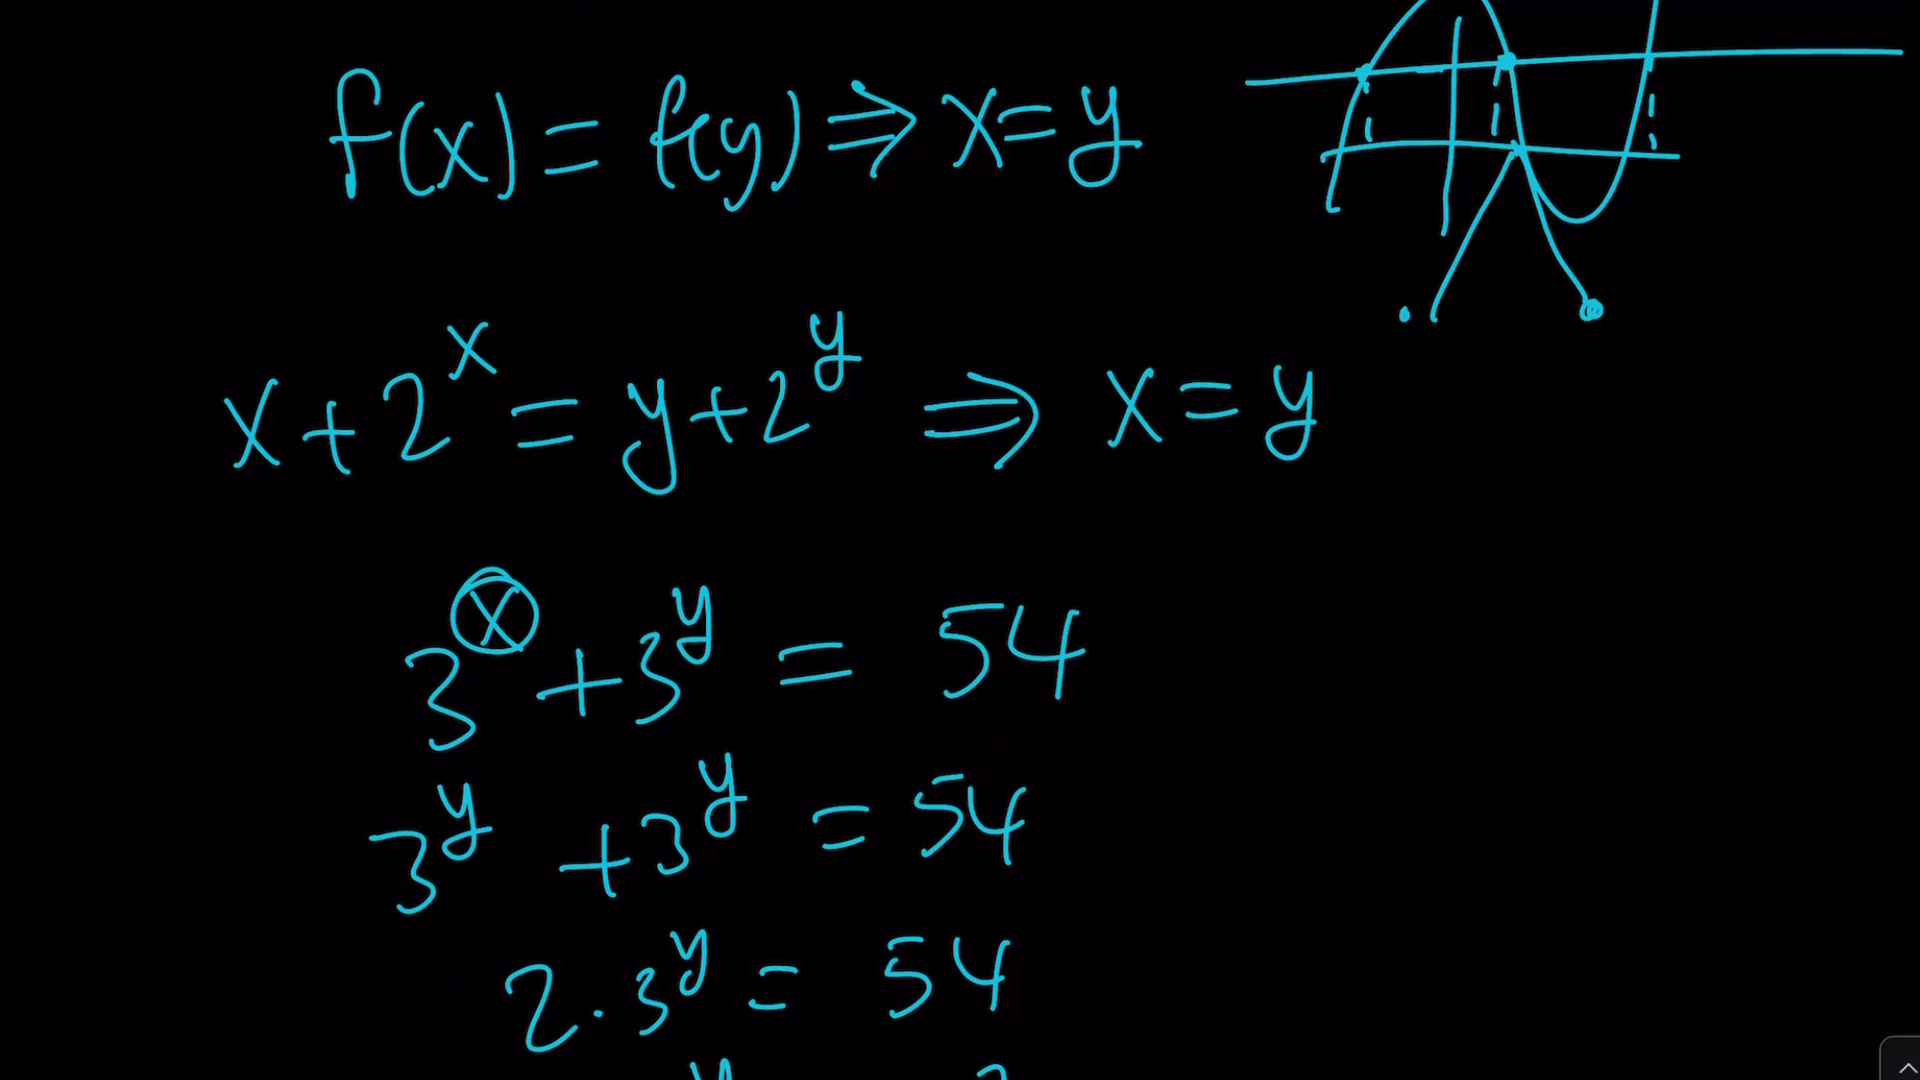 f(x) = f(y) ⇒ x = y
x + 2^x = y + 2^y ⇒ x = y
3^x + 3^y = 54
3^y + 3^y = 54
2 · 3^y = 54